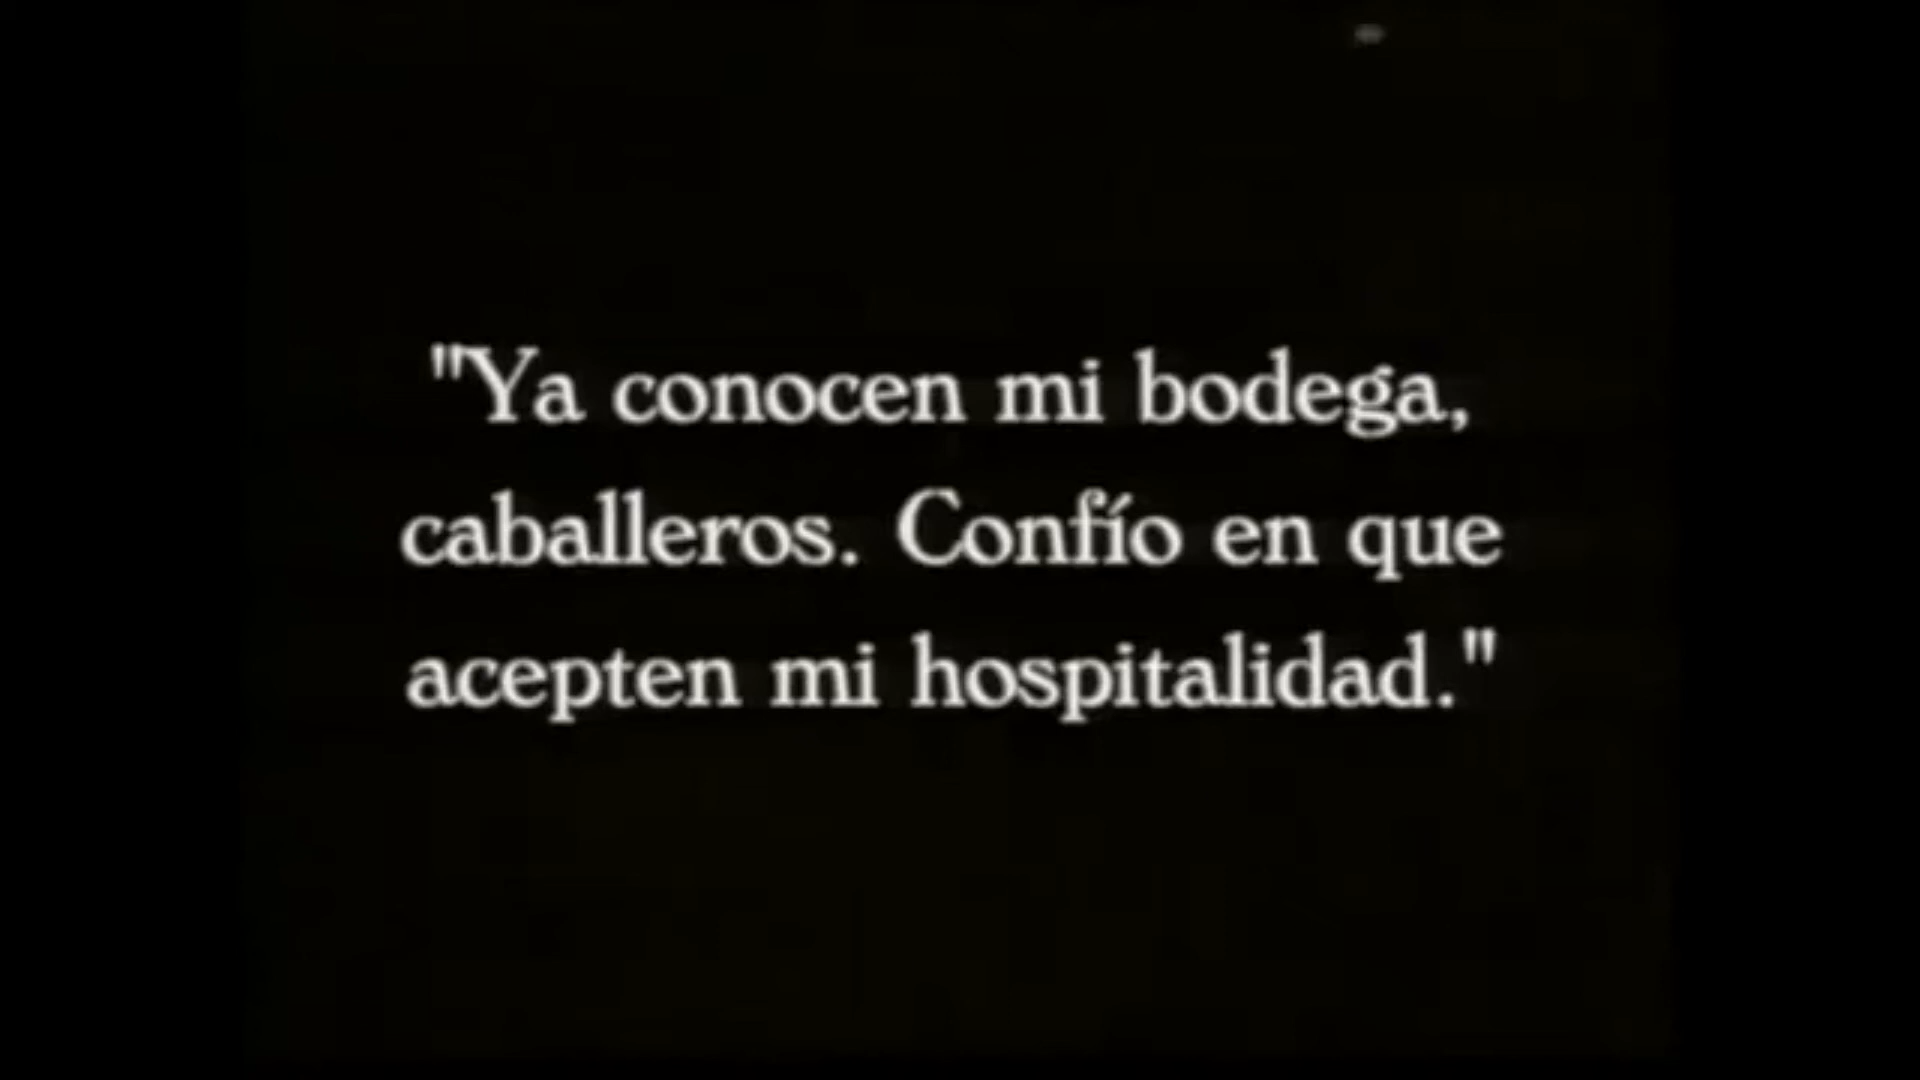 "Ya conocen mi bodega,
caballeros. Confío en que
acepten mi hospitalidad."